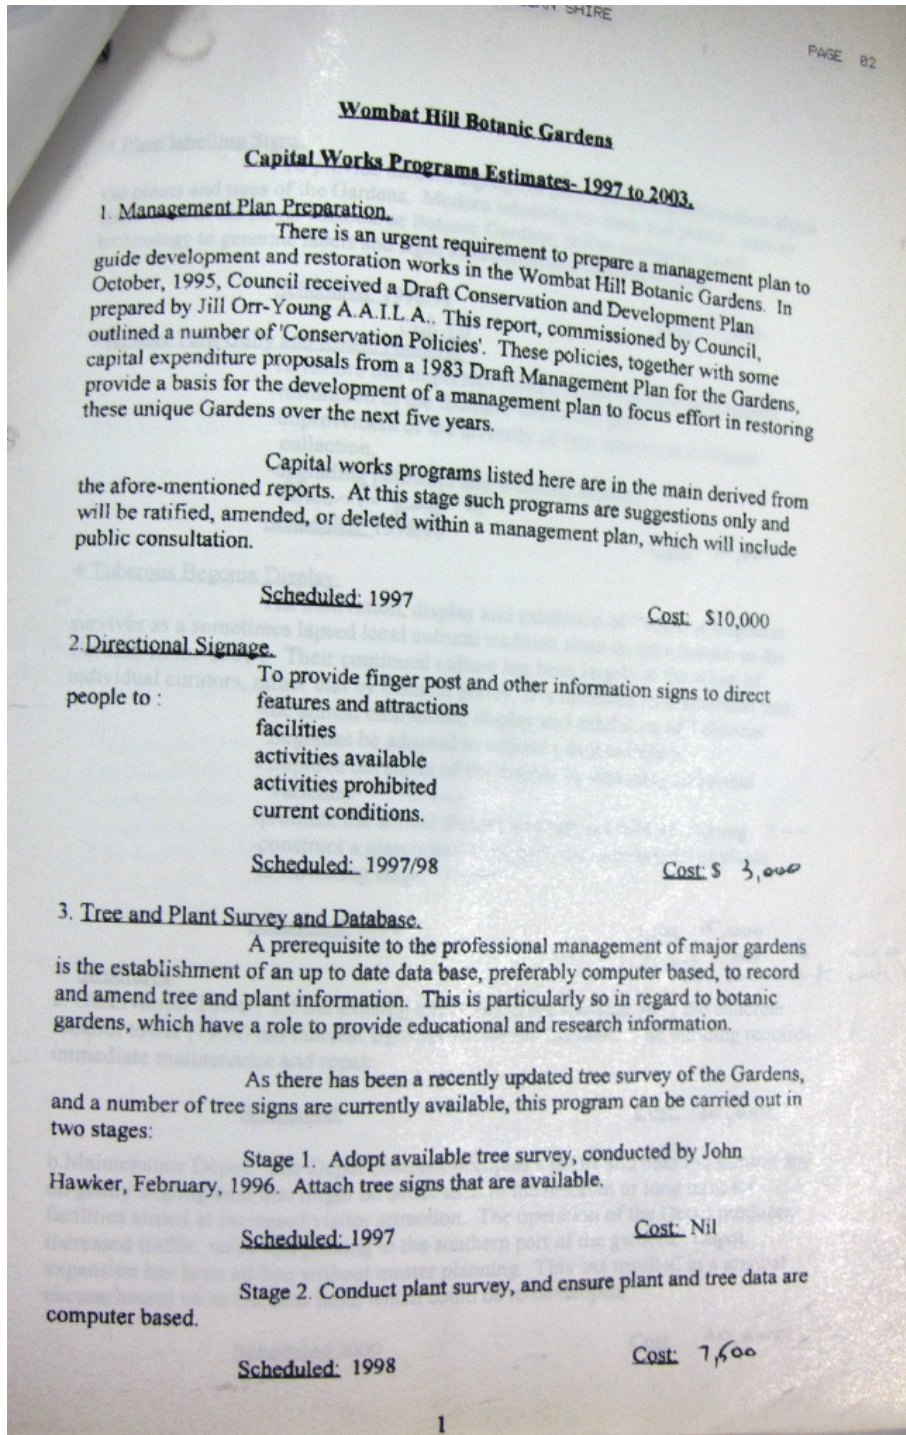 SHIRE
PAGE 02
Wombat Hill Botanic Gardens
Capital Works Programs Estimates- 1997 to 2003.
1. Management Plan Preparation.
There is an urgent requirement to prepare a management plan to
guide development and restoration works in the Wombat Hill Botanic Gardens. In
October, 1995, Council received a Draft Conservation and Development Plan
prepared by Jill Orr-Young A.A.I.L A.. This report, commissioned by Council,
outlined a number of 'Conservation Policies'. These policies, together with some
capital expenditure proposals from a 1983 Draft Management Plan for the Gardens,
provide a basis for the development of a management plan to focus effort in restoring
these unique Gardens over the next five years.
Capital works programs listed here are in the main derived from
the afore-mentioned reports. At this stage such programs are suggestions only and
will be ratified, amended, or deleted within a management plan, which will include
public consultation.
Scheduled: 1997 Cost: $10,000
2.Directional Signage.
To provide finger post and other information signs to direct
people to : features and attractions
facilities
activities available
activities prohibited
current conditions.
Scheduled: 1997/98 Cost: $ 3,000
3. Tree and Plant Survey and Database.
A prerequisite to the professional management of major gardens
is the establishment of an up to date data base, preferably computer based, to record
and amend tree and plant information. This is particularly so in regard to botanic
gardens, which have a role to provide educational and research information.
As there has been a recently updated tree survey of the Gardens,
and a number of tree signs are currently available, this program can be carried out in
two stages:
Stage 1. Adopt available tree survey, conducted by John
Hawker, February, 1996. Attach tree signs that are available.
Scheduled: 1997 Cost: Nil
Stage 2. Conduct plant survey, and ensure plant and tree data are
computer based.
Scheduled: 1998 Cost: 7,500
1